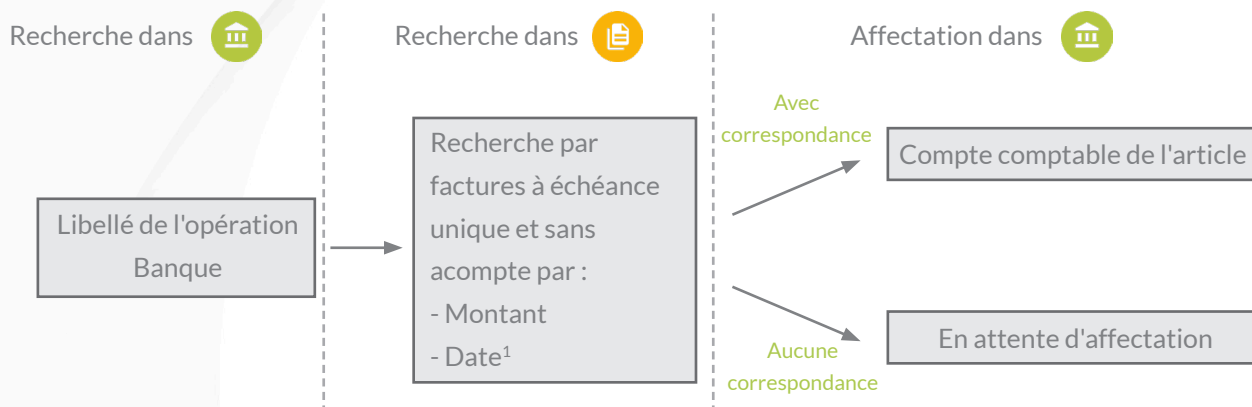 Recherche dans
Recherche dans
Affectation dans
Libellé de l'opération
Banque
Recherche par
factures à échéance
unique et sans
acompte par :
- Montant
- Date¹
Avec
correspondance
Compte comptable de l'article
Aucune
correspondance
En attente d'affectation